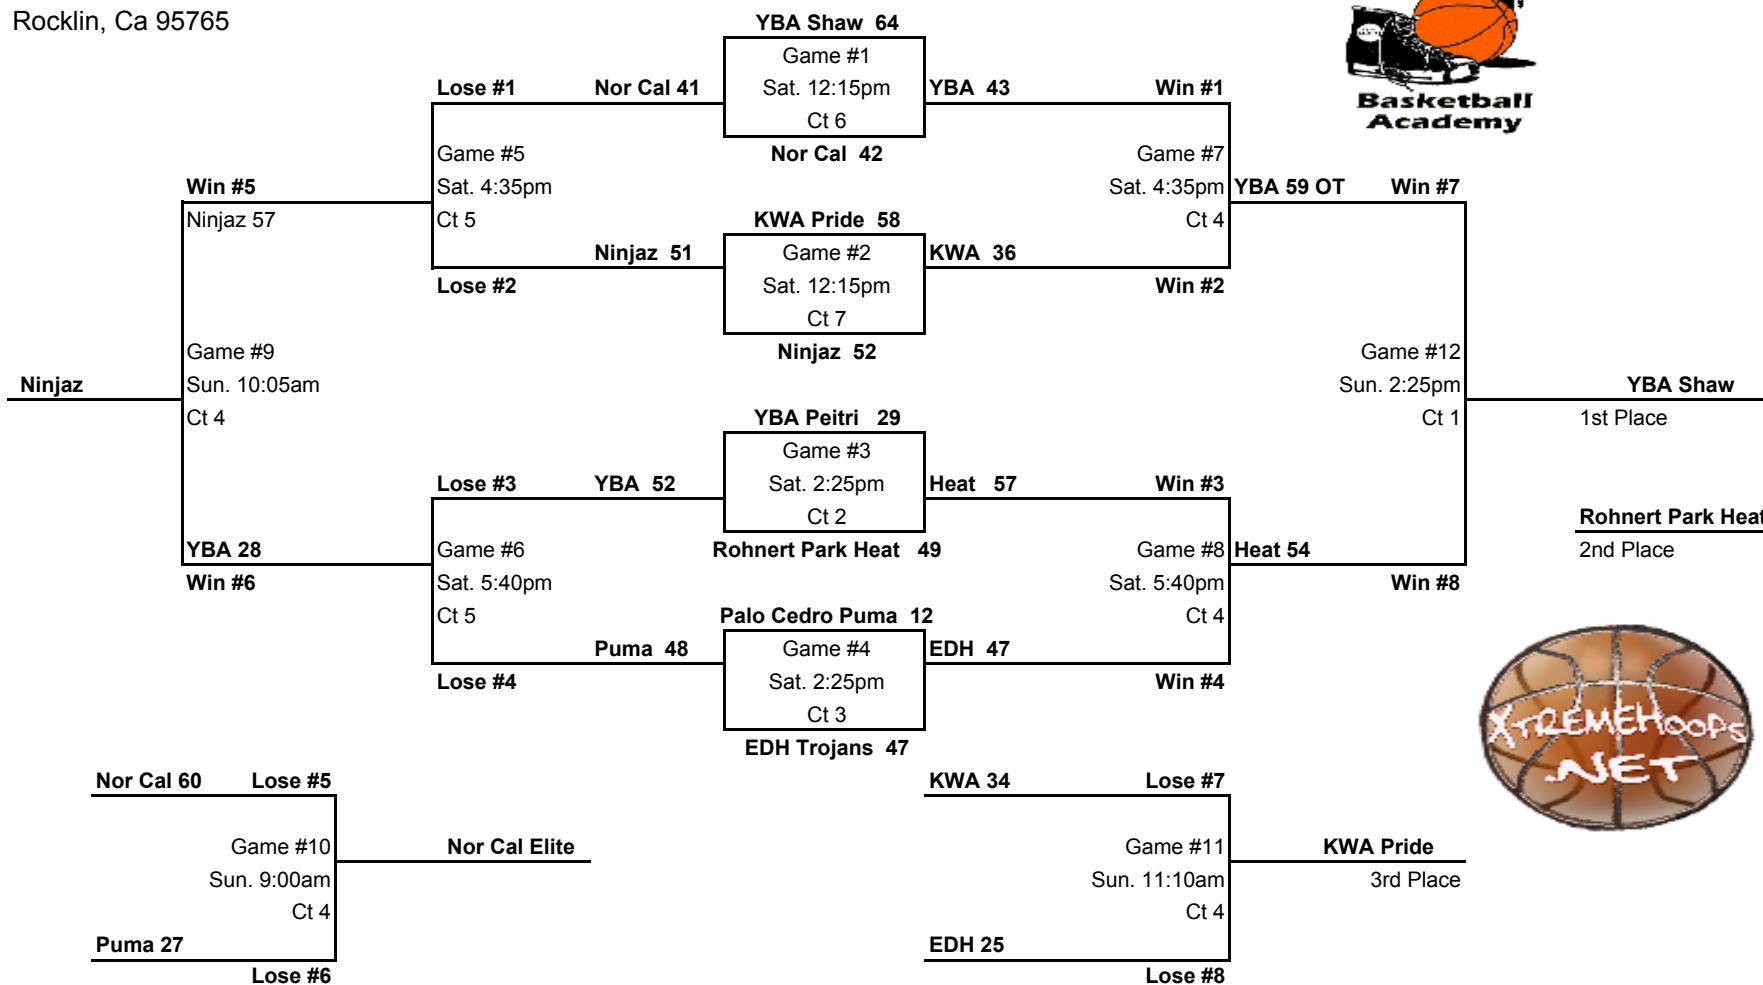 Rocklin, Ca 95765
YBA Shaw 64
Game #1
Lose #1 Nor Cal 41 Sat. 12:15pm YBA 43 Win #1
Ct 6
Basketball
Academy
Game #5 Nor Cal 42 Game #7
Win #5 Sat. 4:35pm Sat. 4:35pm YBA 59 OT Win #7
Ninjaz 57 Ct 5 KWA Pride 58 Ct 4
Ninjaz 51 Game #2 KWA 36
Lose #2 Sat. 12:15pm Win #2
Ct 7
Game #9 Ninjaz 52 Game #12
Ninjaz Sun. 10:05am Sun. 2:25pm YBA Shaw
Ct 4 YBA Peitri 29 Ct 1 1st Place
Game #3
Lose #3 YBA 52 Sat. 2:25pm Heat 57 Win #3
Ct 2 Rohnert Park Heat
YBA 28 Game #6 Rohnert Park Heat 49 Game #8 Heat 54 2nd Place
Win #6 Sat. 5:40pm Sat. 5:40pm Win #8
Ct 5 Palo Cedro Puma 12 Ct 4
Puma 48 Game #4 EDH 47
Lose #4 Sat. 2:25pm Win #4
Ct 3
XTREMEHOOPS
.NET
EDH Trojans 47
Nor Cal 60 Lose #5 KWA 34 Lose #7
Game #10 Nor Cal Elite Game #11 KWA Pride
Sun. 9:00am Sun. 11:10am 3rd Place
Ct 4 Ct 4
Puma 27 EDH 25
Lose #6 Lose #8